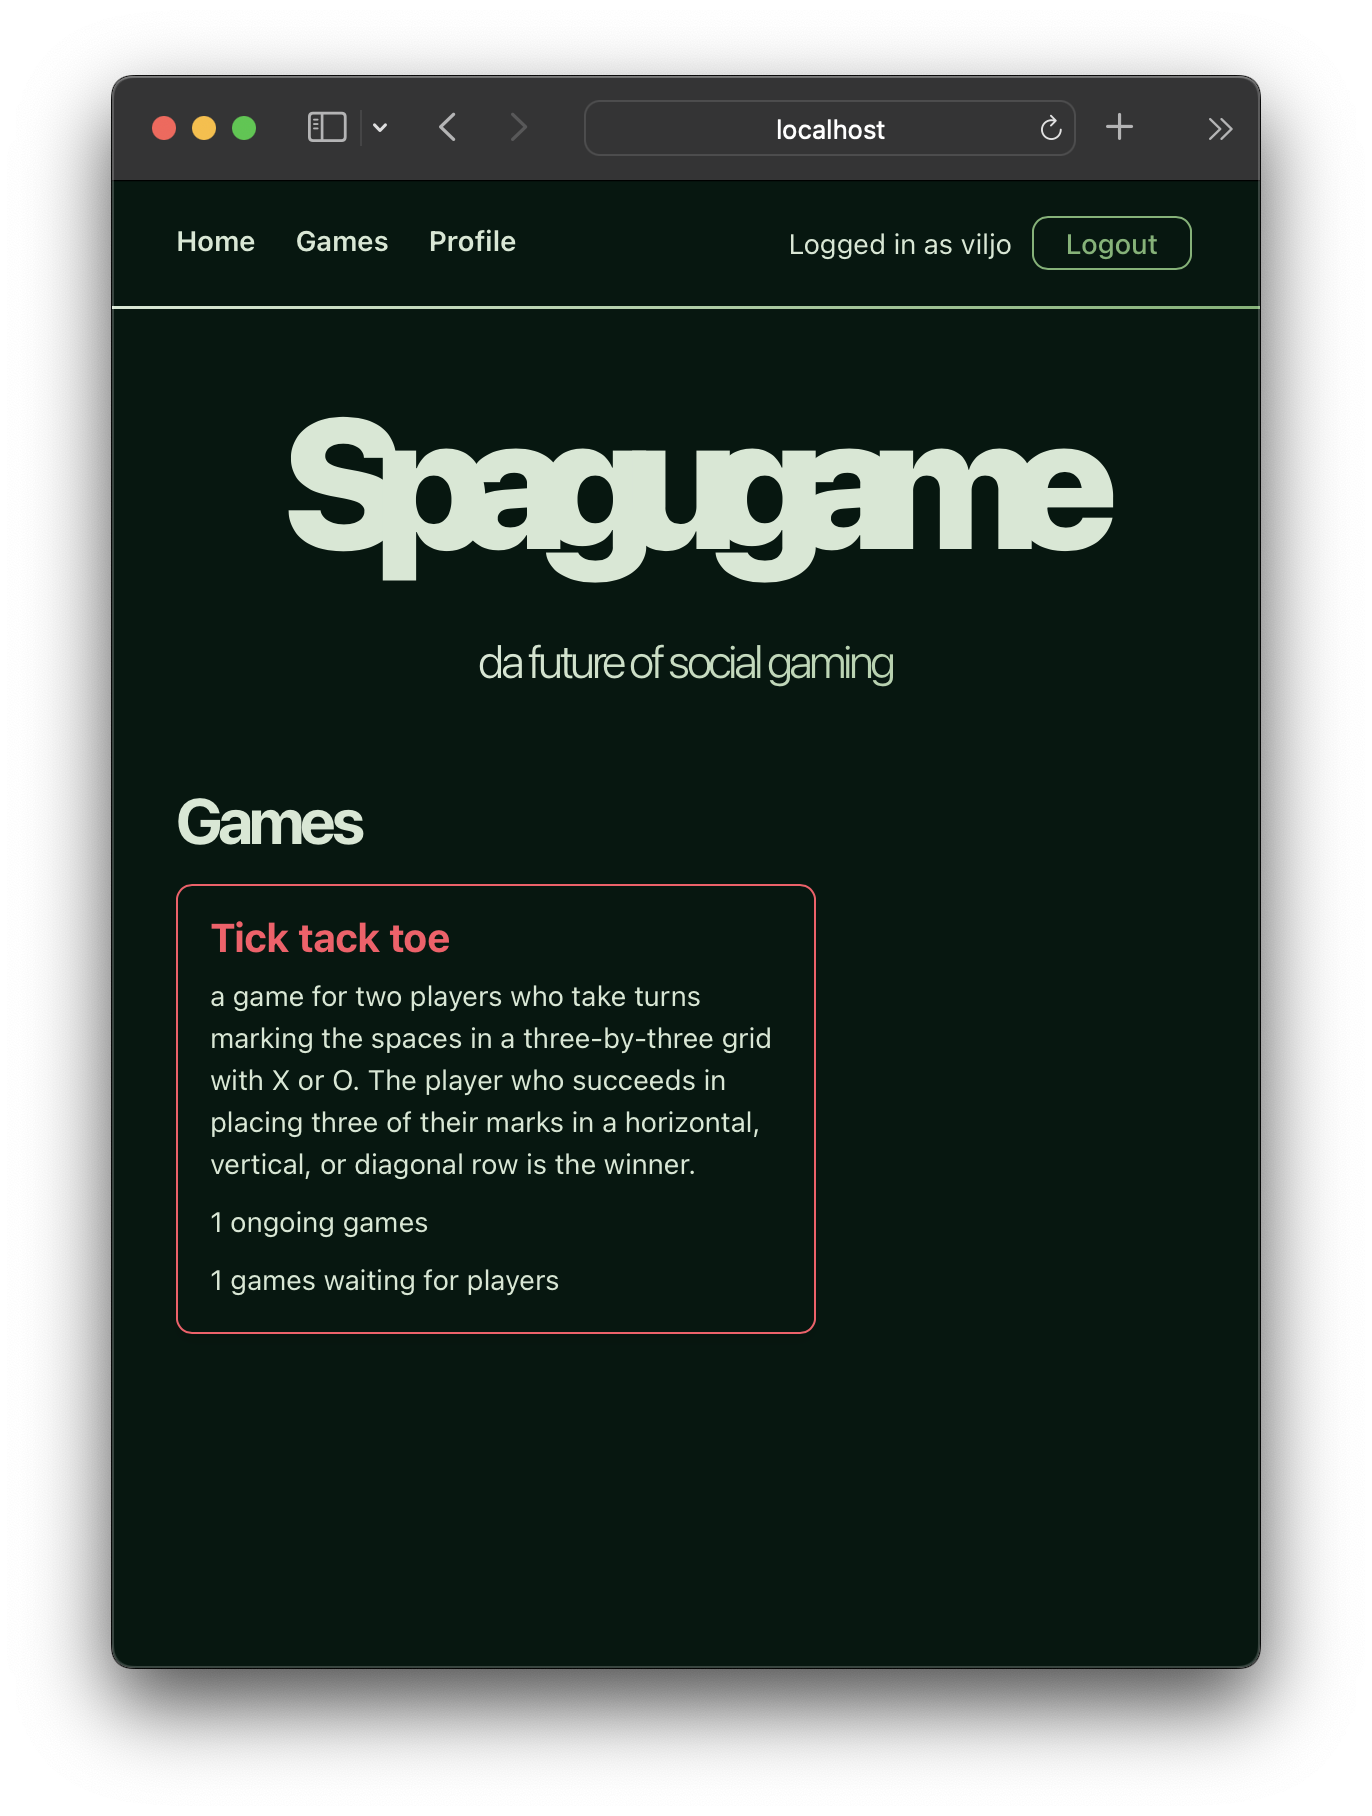 localhost
Home Games Profile Logged in as viljo Logout
Spagugame
da future of social gaming
Games
Tick tack toe
a game for two players who take turns
marking the spaces in a three-by-three grid
with X or O. The player who succeeds in
placing three of their marks in a horizontal,
vertical, or diagonal row is the winner.
1 ongoing games
1 games waiting for players